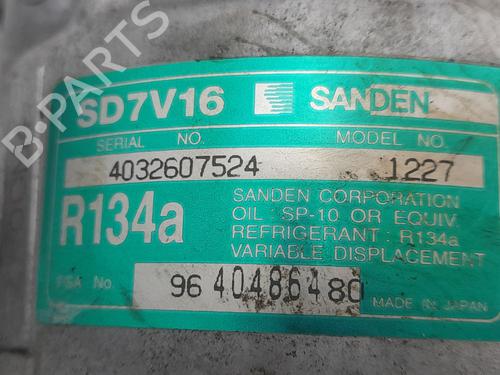 B-PARTS
SD7V16 SANDEN
SERIAL NO. MODEL NO.
4032607524 1227
R134a
SANDEN CORPORATION
OIL : SP-10 OR EQUIV.
REFRIGERANT : R134a
VARIABLE DISPLACEMENT
PSA No 96 40486480
MADE IN JAPAN